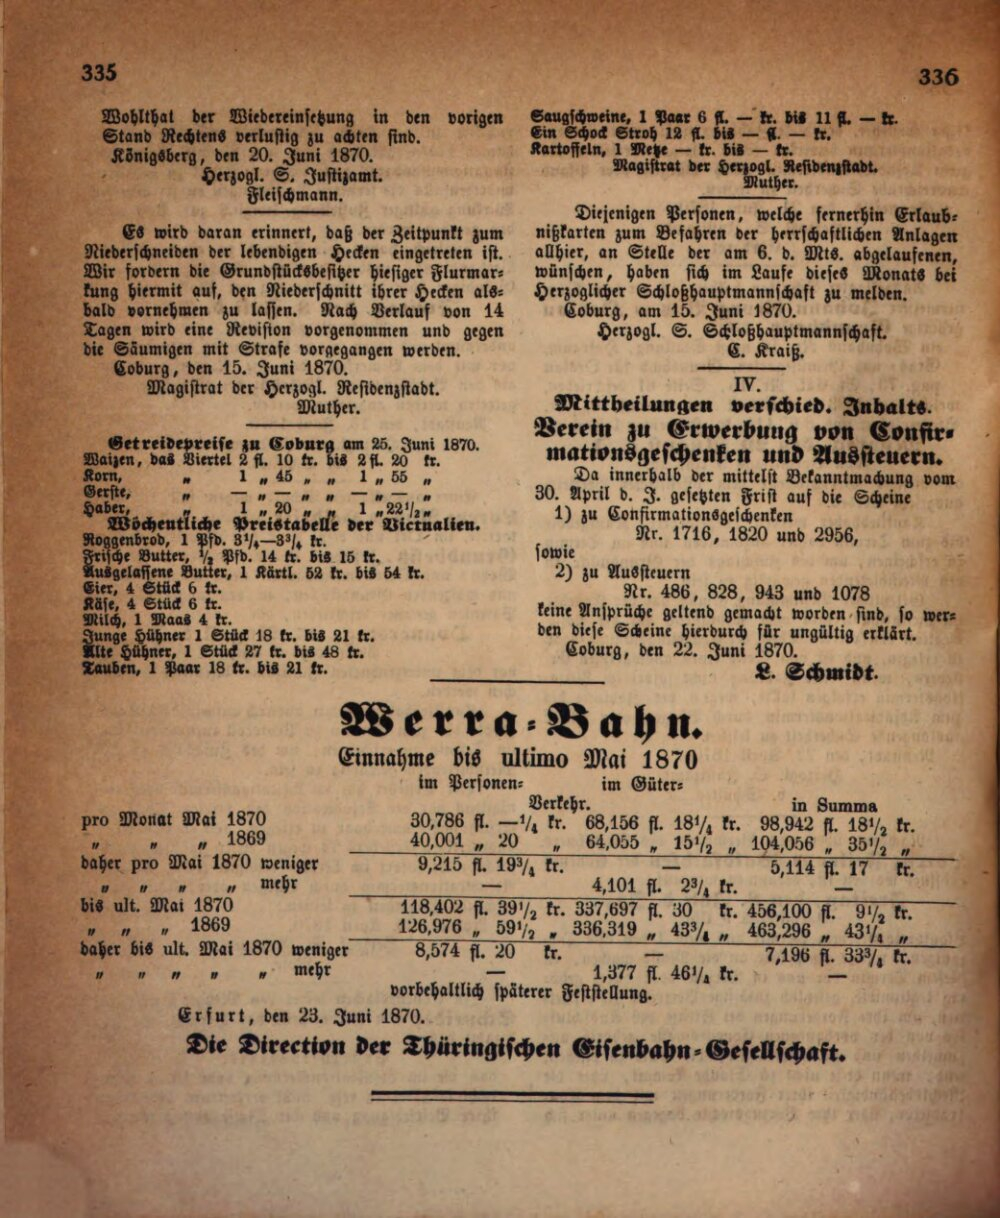 335
Wohlthat der Wiedereinsetzung in den vorigen
Stand Rechtens verlustig zu achten sind.
Königsberg, den 20. Juni 1870.
Herzogl. S. Justizamt.
Fleischmann.
Es wird daran erinnert, daß der Zeitpunkt zum
Niederschneiden der lebendigen Hecken eingetreten ist.
Wir fordern die Grundstücksbesitzer hiesiger Flurmar-
kung hiermit auf, den Niederschnitt ihrer Hecken als-
bald vornehmen zu lassen. Nach Verlauf von 14
Tagen wird eine Revision vorgenommen und gegen
die Säumigen mit Strafe vorgegangen werden.
Coburg, den 15. Juni 1870.
Magistrat der Herzogl. Residenzstadt.
Muther.
Getreidepreise zu Coburg am 25. Juni 1870.
Waizen, das Viertel 2 fl. 10 kr. bis 2 fl. 20 kr.
Korn, „ 1 „ 45 „ „ 1 „ 55 „
Gerste, „ — „ — „ „ — „ — „
Haber, „ 1 „ 20 „ „ 1 „ 22½ „
Wöchentliche Preistabelle der Victualien.
Roggenbrod, 1 Pfd. 3¼—3¾ kr.
Frische Butter, ½ Pfd. 14 kr. bis 15 kr.
Ausgelassene Butter, 1 Kärtl. 52 kr. bis 54 kr.
Eier, 4 Stück 6 kr.
Käse, 4 Stück 6 kr.
Milch, 1 Maas 4 kr.
Junge Hühner 1 Stück 18 kr. bis 21 kr.
Alte Hühner, 1 Stück 27 kr. bis 48 kr.
Tauben, 1 Paar 18 kr. bis 21 kr.
336
Saugschweine, 1 Paar 6 fl. — kr. bis 11 fl. — kr.
Ein Schock Stroh 12 fl. bis — fl. — kr.
Kartoffeln, 1 Metze — kr. bis — kr.
Magistrat der Herzogl. Residenzstadt.
Muther.
Diejenigen Personen, welche fernerhin Erlaub-
nißkarten zum Befahren der herrschaftlichen Anlagen
allhier, an Stelle der am 6. d. Mts. abgelaufenen,
wünschen, haben sich im Laufe dieses Monats bei
Herzoglicher Schloßhauptmannschaft zu melden.
Coburg, am 15. Juni 1870.
Herzogl. S. Schloßhauptmannschaft.
C. Kraiß.
IV.
Mittheilungen verschied. Inhalts.
Verein zu Erwerbung von Confir-
mationsgeschenken und Aussteuern.
Da innerhalb der mittelst Bekanntmachung vom
30. April d. J. gesetzten Frist auf die Scheine
1) zu Confirmationsgeschenken
Nr. 1716, 1820 und 2956,
sowie
2) zu Aussteuern
Nr. 486, 828, 943 und 1078
keine Ansprüche geltend gemacht worden sind, so wer-
den diese Scheine hierdurch für ungültig erklärt.
Coburg, den 22. Juni 1870.
L. Schmidt.
Werra-Bahn.
Einnahme bis ultimo Mai 1870
im Personen- im Güter-
Verkehr. in Summa
pro Monat Mai 1870 30,786 fl. —¼ kr. 68,156 fl. 18¼ kr. 98,942 fl. 18½ kr.
„ „ „ 1869 40,001 „ 20 „ 64,055 „ 15½ „ 104,056 „ 35½ „
daher pro Mai 1870 weniger 9,215 fl. 19¾ kr. — 5,114 fl. 17 kr.
„ „ „ „ mehr — 4,101 fl. 2¾ kr. —
bis ult. Mai 1870 118,402 fl. 39½ kr. 337,697 fl. 30 kr. 456,100 fl. 9½ kr.
„ „ „ 1869 126,976 „ 59½ „ 336,319 „ 43¾ „ 463,296 „ 43¼ „
daher bis ult. Mai 1870 weniger 8,574 fl. 20 kr. — 7,196 fl. 33¾ kr.
„ „ „ „ „ mehr — 1,377 fl. 46¼ kr. —
vorbehaltlich späterer Feststellung.
Erfurt, den 23. Juni 1870.
Die Direction der Thüringischen Eisenbahn-Gesellschaft.